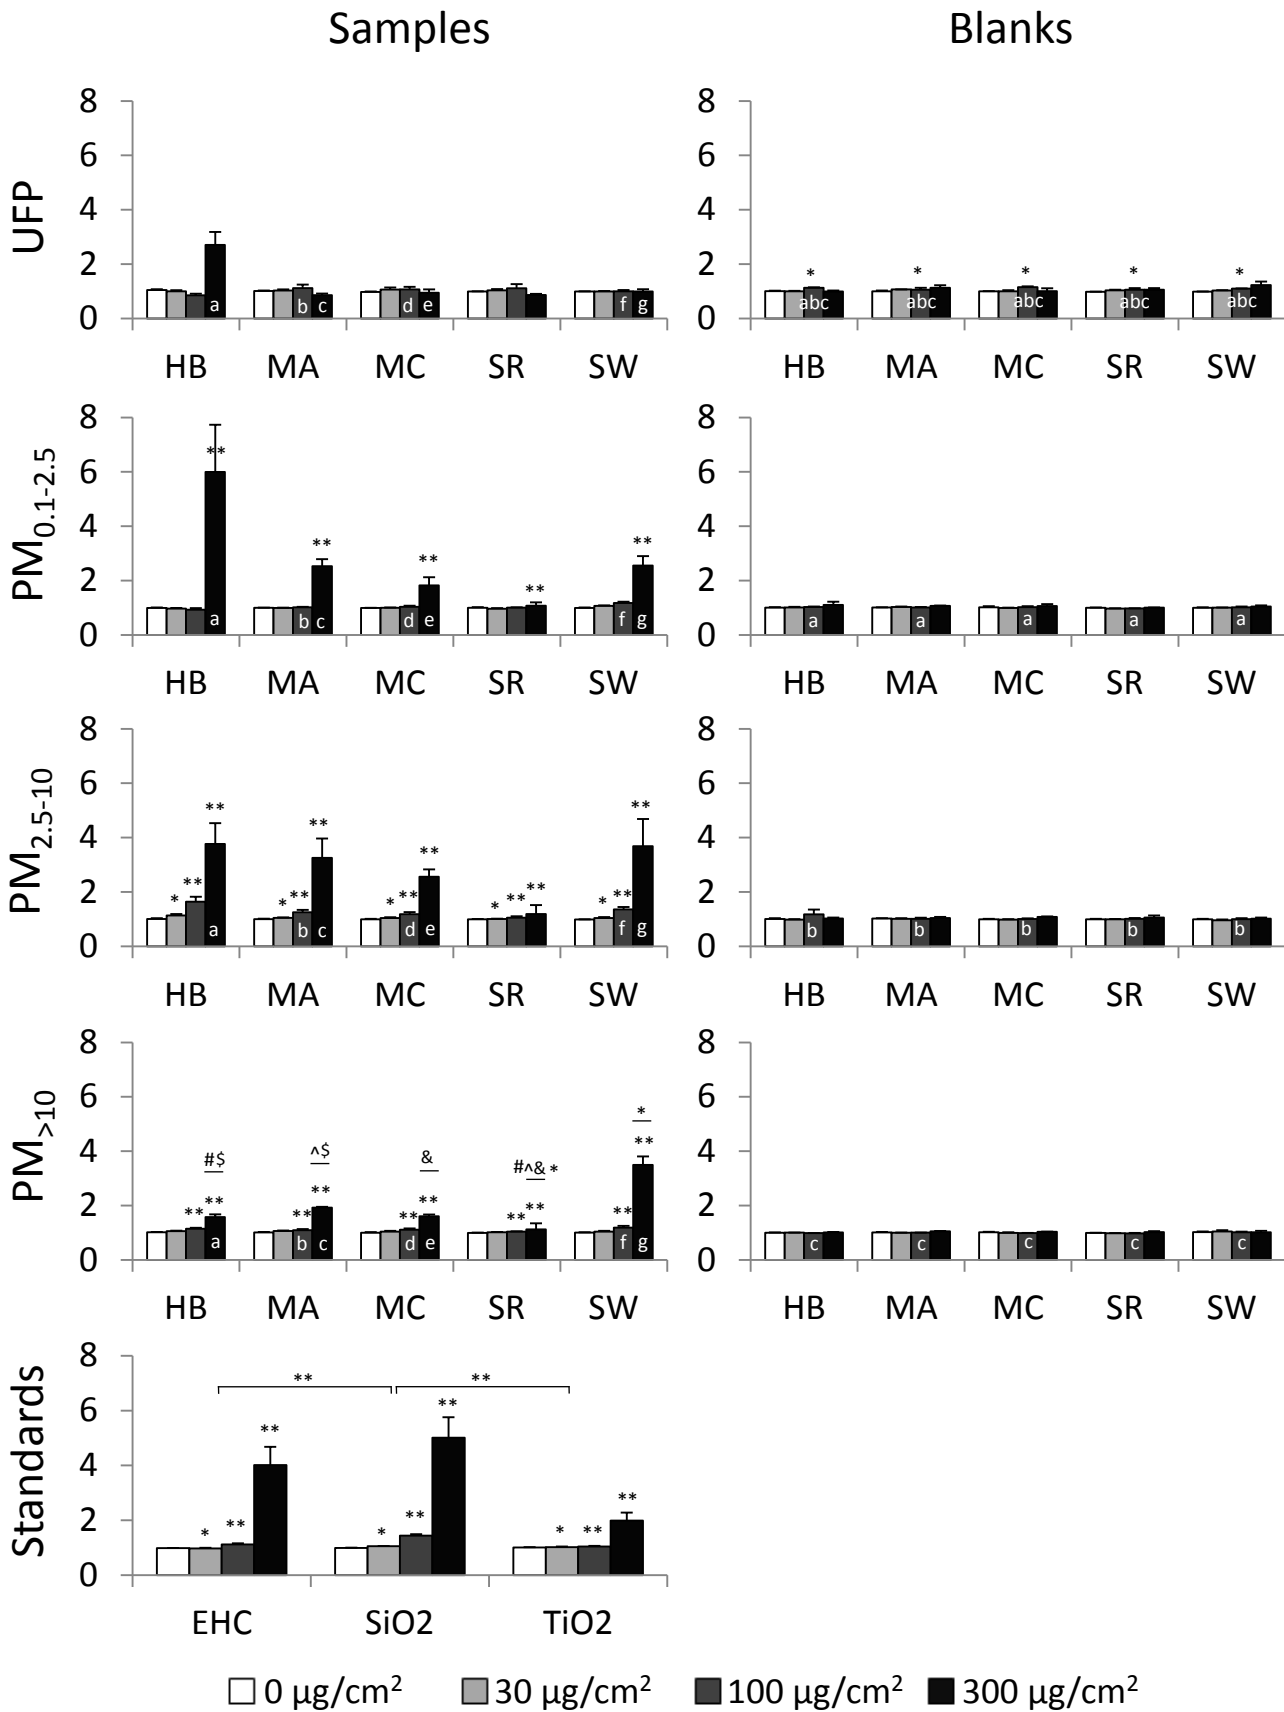 Samples Blanks
UFP
8 8
6 6
4 4
2 2
0 0
* * * * *
a b c d e f g abc abc abc abc abc
HB MA MC SR SW HB MA MC SR SW
PM0.1-2.5
8 8
6 6
4 4
2 2
0 0
** ** ** ** **
a b c d e f g a a a a a
HB MA MC SR SW HB MA MC SR SW
PM2.5-10
8 8
6 6
4 4
2 2
0 0
* ** ** * ** ** * ** ** * ** ** * ** **
a b c d e f g b b b b b
HB MA MC SR SW HB MA MC SR SW
PM>10
8 8
6 6
4 4
2 2
0 0
#$ ^$ & #^&* *
** ** ** ** ** ** ** ** ** **
a b c d e f g c c c c c
HB MA MC SR SW HB MA MC SR SW
Standards
8
6
4
2
0
** **
* ** ** * ** ** * ** **
EHC SiO2 TiO2
0 µg/cm² 30 µg/cm² 100 µg/cm² 300 µg/cm²